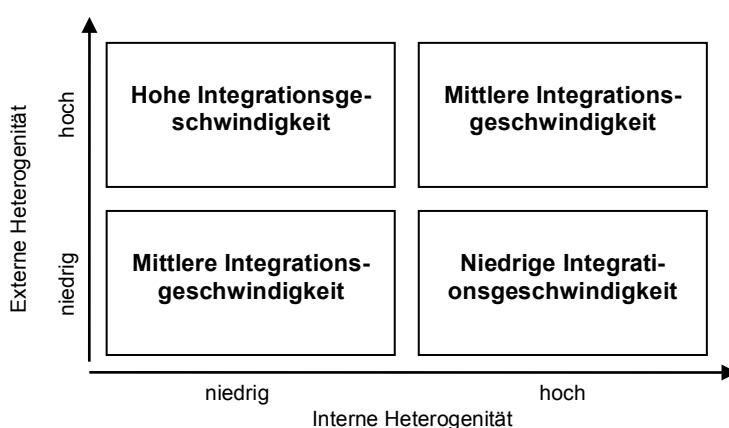 Externe Heterogenität
hoch
niedrig
Hohe Integrationsge-
schwindigkeit
Mittlere Integrations-
geschwindigkeit
Mittlere Integrations-
geschwindigkeit
Niedrige Integrati-
onsgeschwindigkeit
niedrig
hoch
Interne Heterogenität